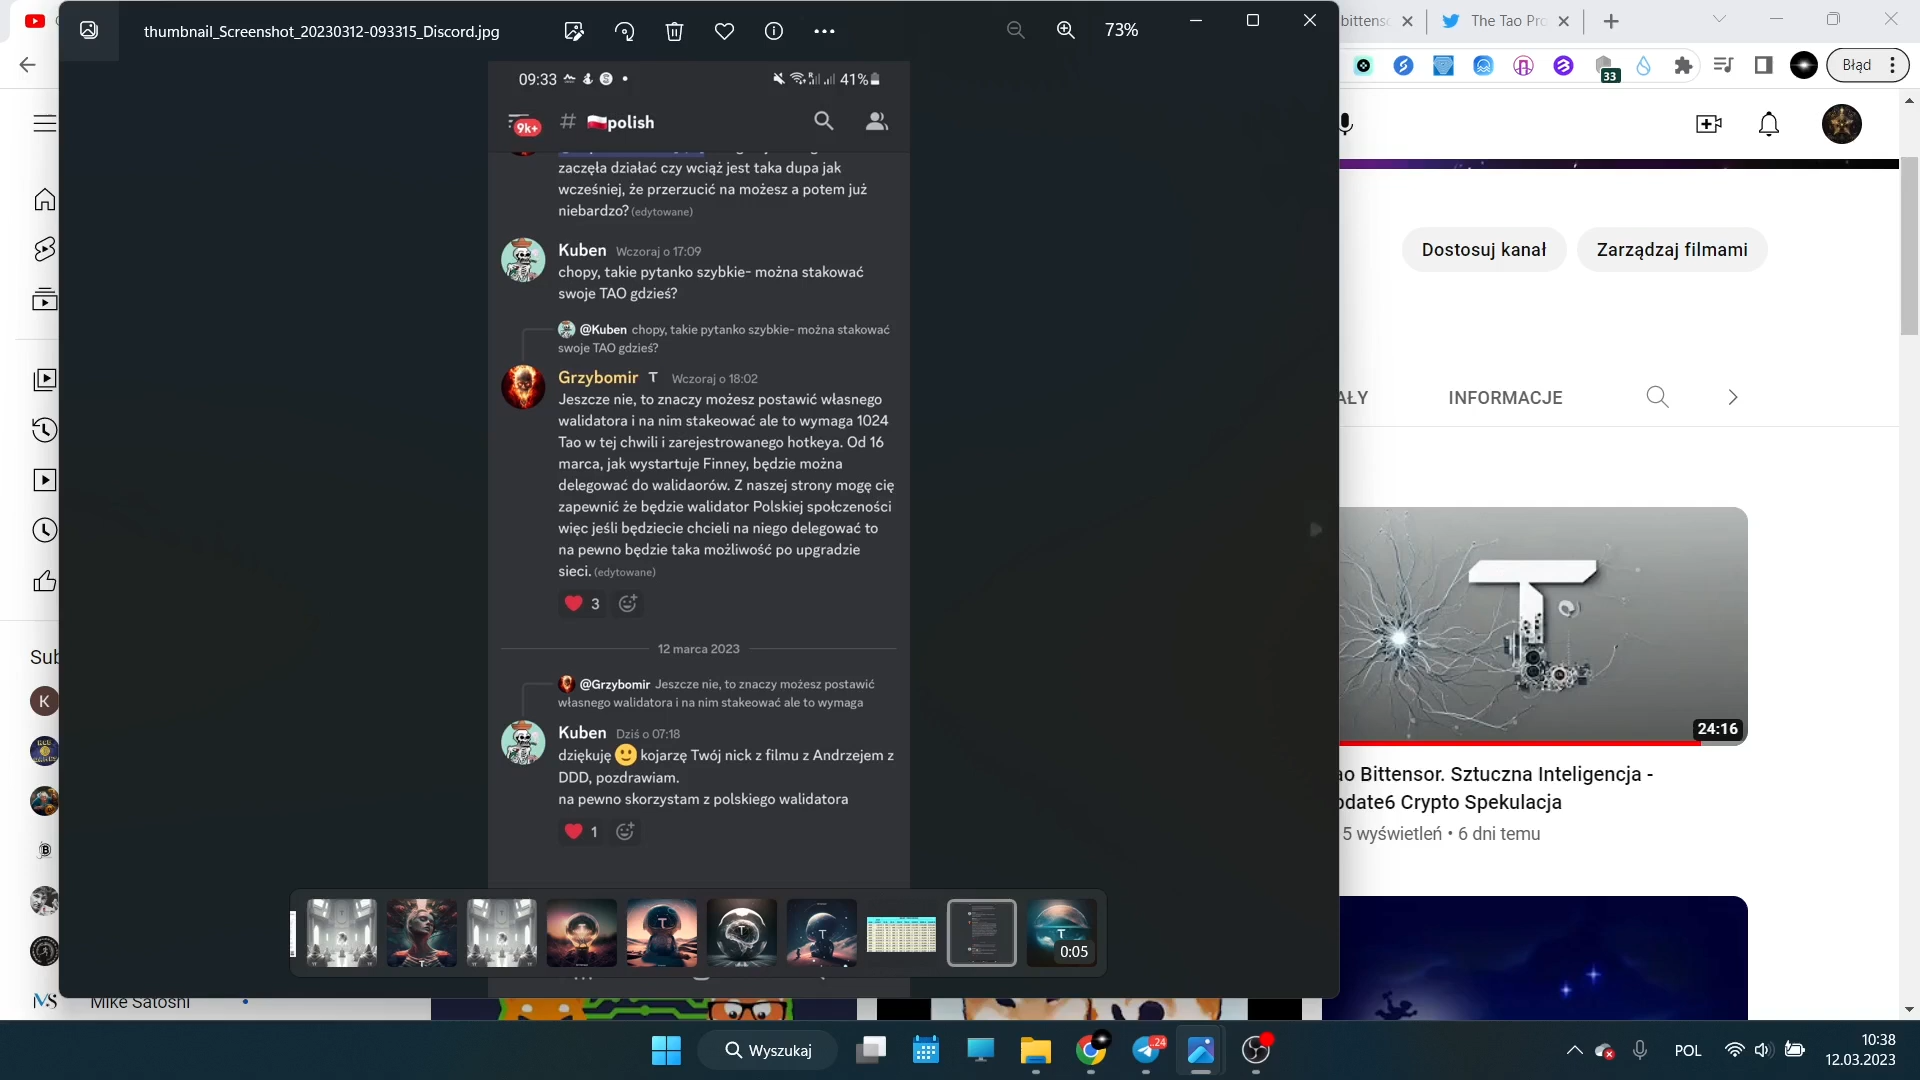 thumbnail_Screenshot_20230312-093315_Discord.jpg
73%
The Tao Pro
33
Błąd
09:33
41%
9k+
# polish
zaczęła działać czy wciąż jest taka dupa jak
wcześniej, że przerzucić na możesz a potem już
niebardzo? (edytowane)
Kuben Wczoraj o 17:09
chopy, takie pytanko szybkie- można stakować
swoje TAO gdzieś?
@Kuben chopy, takie pytanko szybkie- można stakować
swoje TAO gdzieś?
Grzybomir T Wczoraj o 18:02
Jeszcze nie, to znaczy możesz postawić własnego
walidatora i na nim stakeować ale to wymaga 1024
Tao w tej chwili i zarejestrowanego hotkeya. Od 16
marca, jak wystartuje Finney, będzie można
delegować do walidaorów. Z naszej strony mogę cię
zapewnić że będzie walidator Polskiej społczeności
więc jeśli będziecie chcieli na niego delegować to
na pewno będzie taka możliwość po upgradzie
sieci. (edytowane)
3
12 marca 2023
@Grzybomir Jeszcze nie, to znaczy możesz postawić
własnego walidatora i na nim stakeować ale to wymaga
Kuben Dziś o 07:18
dziękuję 🙂 kojarzę Twój nick z filmu z Andrzejem z
DDD, pozdrawiam.
na pewno skorzystam z polskiego walidatora
1
0:05
Dostosuj kanał
Zarządzaj filmami
AŁY
INFORMACJE
24:16
ao Bittensor. Sztuczna Inteligencja -
pdate6 Crypto Spekulacja
5 wyświetleń • 6 dni temu
Sub
K
MS
Mike Satoshi
Wyszukaj
24
POL
10:38
12.03.2023